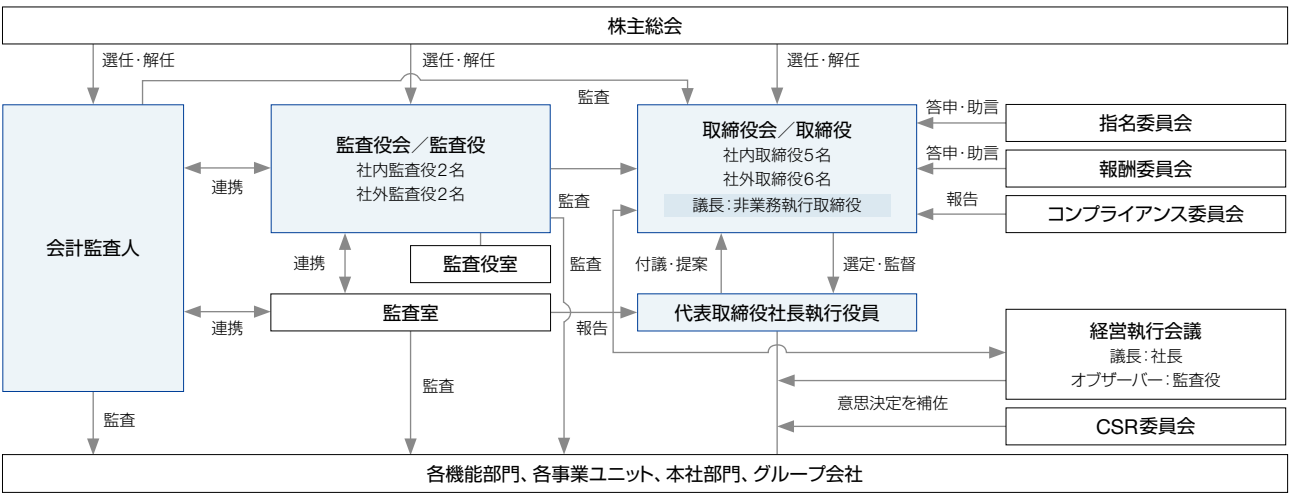 株主総会
選任・解任
選任・解任
選任・解任
監査
会計監査人
監査役会／監査役
社内監査役2名
社外監査役2名
取締役会／取締役
社内取締役5名
社外取締役6名
議長：非業務執行取締役
答申・助言
指名委員会
答申・助言
報酬委員会
報告
コンプライアンス委員会
連携
監査
連携
監査役室
監査
付議・提案
選定・監督
連携
監査室
報告
代表取締役社長執行役員
経営執行会議
議長：社長
オブザーバー：監査役
監査
監査
意思決定を補佐
CSR委員会
各機能部門、各事業ユニット、本社部門、グループ会社